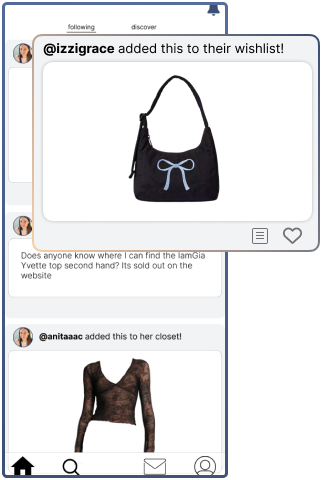 following discover
@izzigrace added this to their wishlist!
Does anyone know where I can find the IamGia
Yvette top second hand? Its sold out on the
website
@anitaaac added this to her closet!